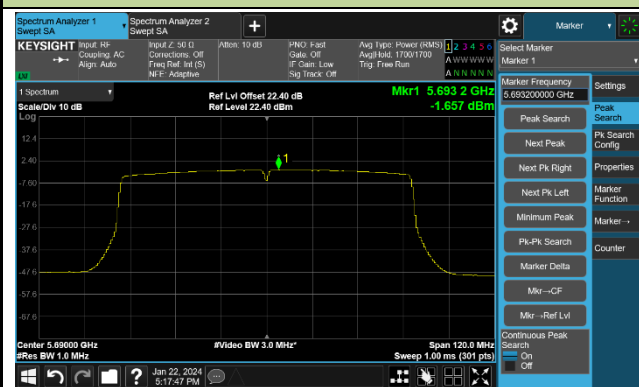 Spectrum Analyzer 1
Swept SA
Spectrum Analyzer 2
Swept SA
+
Marker
KEYSIGHT
Input: RF
Coupling: AC
Align: Auto
Input Z: 50 Ω
Corrections: Off
Freq Ref: Int (S)
NFE: Adaptive
Atten: 10 dB
PNO: Fast
Gate: Off
IF Gain: Low
Sig Track: Off
Avg Type: Power (RMS)
Avg|Hold: 1700/1700
Trig: Free Run
1 2 3 4 5 6
A W W W W W
A N N N N N
LXI
Select Marker
Marker 1
1 Spectrum
Scale/Div 10 dB
Log
Ref Lvl Offset 22.40 dB
Ref Level 22.40 dBm
Mkr1 5.693 2 GHz
-1.657 dBm
12.4
2.40
-7.60
-17.6
-27.6
-37.6
-47.6
-57.6
-67.6
1
Center 5.69000 GHz
#Res BW 1.0 MHz
#Video BW 3.0 MHz*
Span 120.0 MHz
Sweep 1.00 ms (301 pts)
Marker Frequency
5.693200000 GHz
Peak Search
Next Peak
Next Pk Right
Next Pk Left
Minimum Peak
Pk-Pk Search
Marker Delta
Mkr→CF
Mkr→Ref Lvl
Continuous Peak
Search
On
Off
Settings
Peak
Search
Pk Search
Config
Properties
Marker
Function
Marker→
Counter
?
Jan 22, 2024
5:17:47 PM